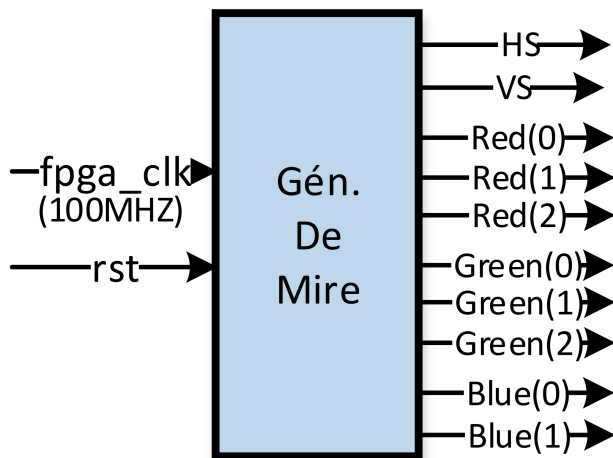 fpga_clk
(100MHZ)
rst
Gén.
De
Mire
HS
VS
Red(0)
Red(1)
Red(2)
Green(0)
Green(1)
Green(2)
Blue(0)
Blue(1)